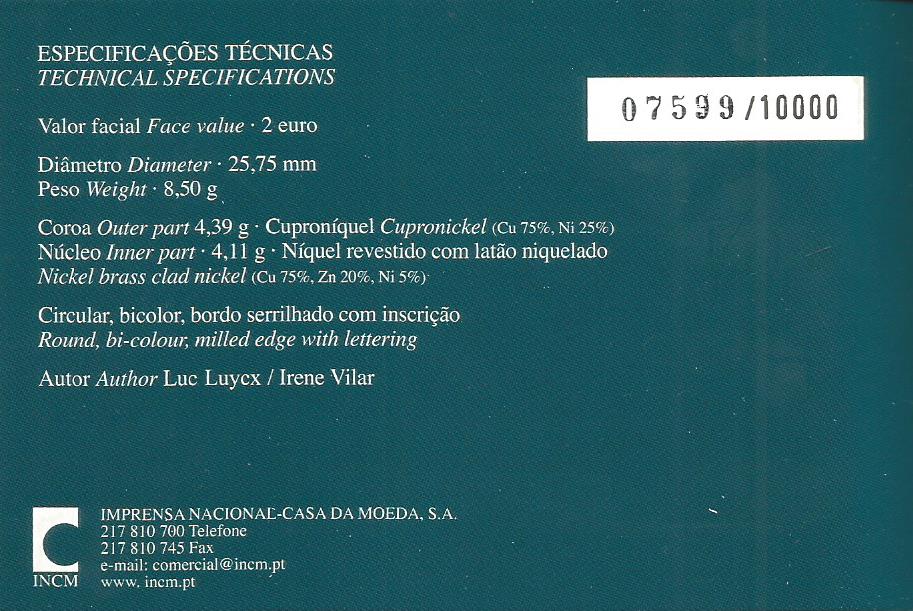 ESPECIFICAÇÕES TÉCNICAS
TECHNICAL SPECIFICATIONS
07599/10000
Valor facial Face value · 2 euro
Diâmetro Diameter · 25,75 mm
Peso Weight · 8,50 g
Coroa Outer part 4,39 g · Cuproníquel Cupronickel (Cu 75%, Ni 25%)
Núcleo Inner part · 4,11 g · Níquel revestido com latão niquelado
Nickel brass clad nickel (Cu 75%, Zn 20%, Ni 5%)
Circular, bicolor, bordo serrilhado com inscrição
Round, bi-colour, milled edge with lettering
Autor Author Luc Luycx / Irene Vilar
IMPRENSA NACIONAL-CASA DA MOEDA, S.A.
217 810 700 Telefone
217 810 745 Fax
e-mail: comercial@incm.pt
www. incm.pt
INCM